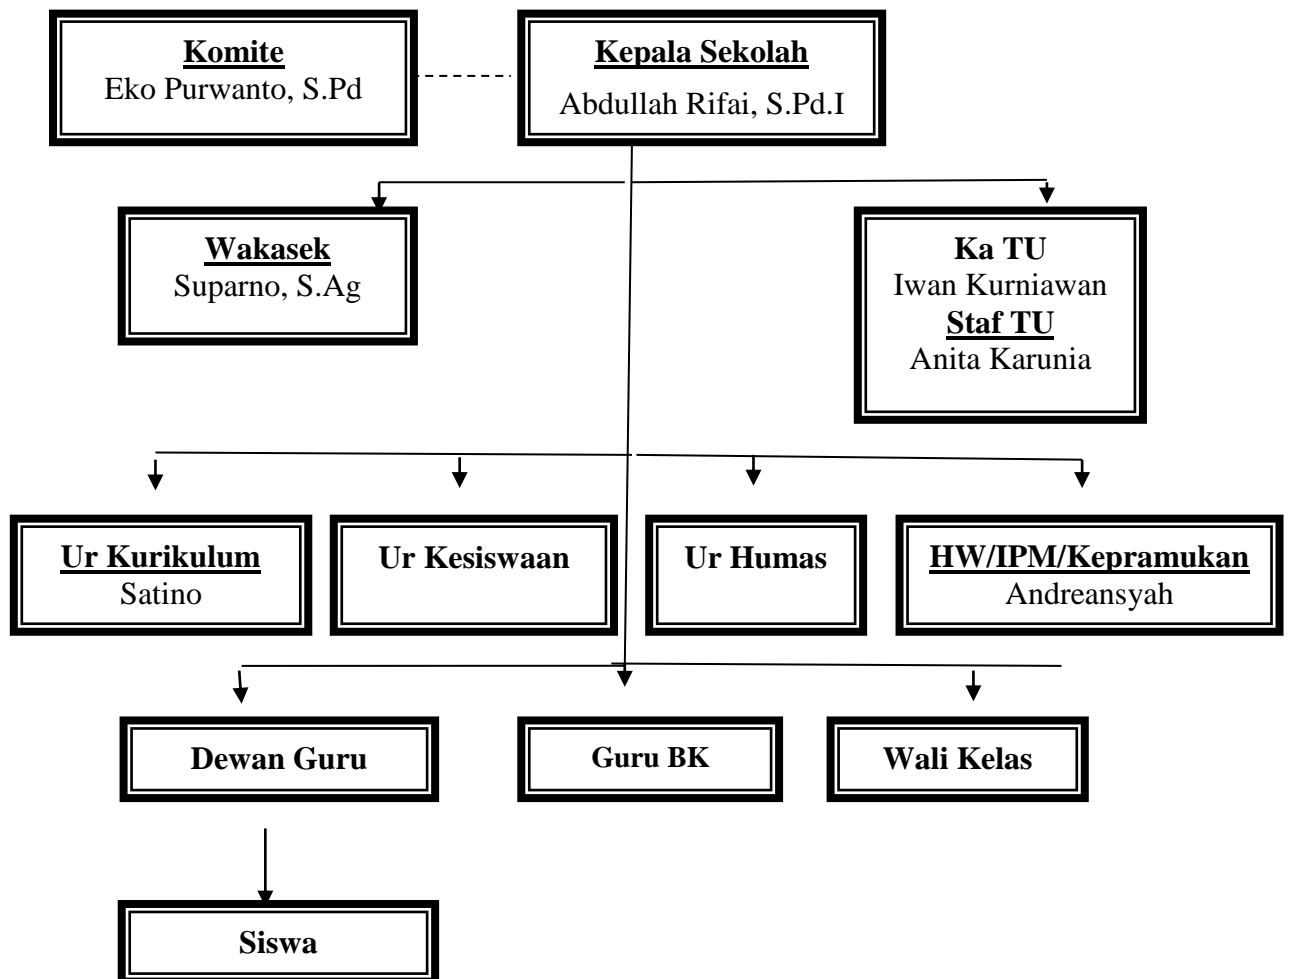 Komite
Eko Purwanto, S.Pd
Kepala Sekolah
Abdullah Rifai, S.Pd.I
Wakasek
Suparno, S.Ag
Ka TU
Iwan Kurniawan
Staf TU
Anita Karunia
Ur Kurikulum
Satino
Ur Kesiswaan
Ur Humas
HW/IPM/Kepramukan
Andreansyah
Dewan Guru
Guru BK
Wali Kelas
Siswa